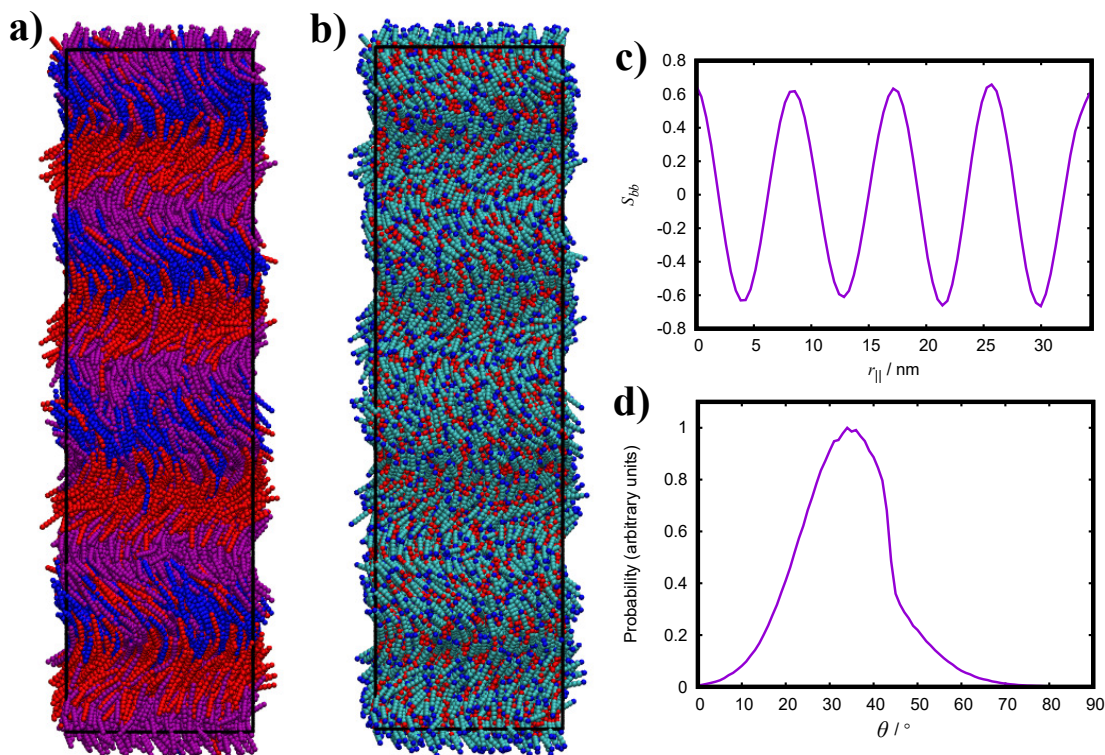 a)
b)
c)
0.8
0.6
0.4
0.2
0
-0.2
-0.4
-0.6
-0.8
S_bb
0 5 10 15 20 25 30
r_|| / nm
d)
1
0.8
0.6
0.4
0.2
0
Probability (arbitrary units)
0 10 20 30 40 50 60 70 80 90
θ / °